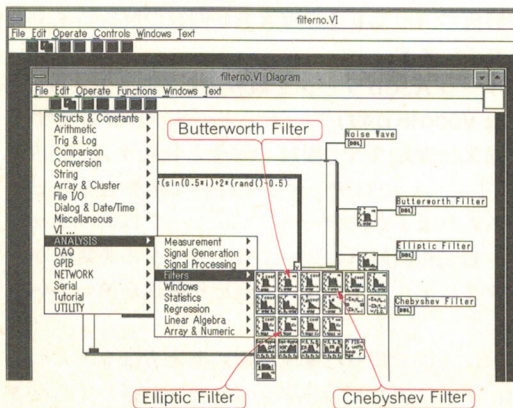 filterno.VI
File Edit Operate Controls Windows Text
filterno.VI Diagram
File Edit Operate Functions Windows Text
Structs & Constants
Arithmetic
Trig & Log
Comparison
Conversion
String
Array & Cluster
File I/O
Dialog & Date/Time
Miscellaneous
VI ...
ANALYSIS
DAQ
GPIB
NETWORK
Serial
Tutorial
UTILITY
Measurement
Signal Generation
Signal Processing
Filters
Windows
Statistics
Regression
Linear Algebra
Array & Numeric
Butterworth Filter
(sin(0.5*i)+2*(rand()-0.5)
Noise Wave
[DBL]
Butterworth Filter
[DBL]
Elliptic Filter
[DBL]
Chebyshev Filter
[DBL]
Elliptic Filter
Chebyshev Filter